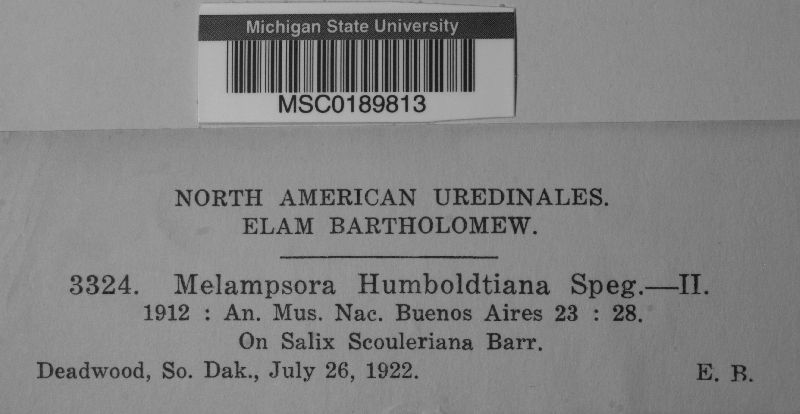 Michigan State University
MSC0189813
NORTH AMERICAN UREDINALES.
ELAM BARTHOLOMEW.
3324. Melampsora Humboldtiana Speg.—II.
1912 : An. Mus. Nac. Buenos Aires 23 : 28.
On Salix Scouleriana Barr.
Deadwood, So. Dak., July 26, 1922. E. B.